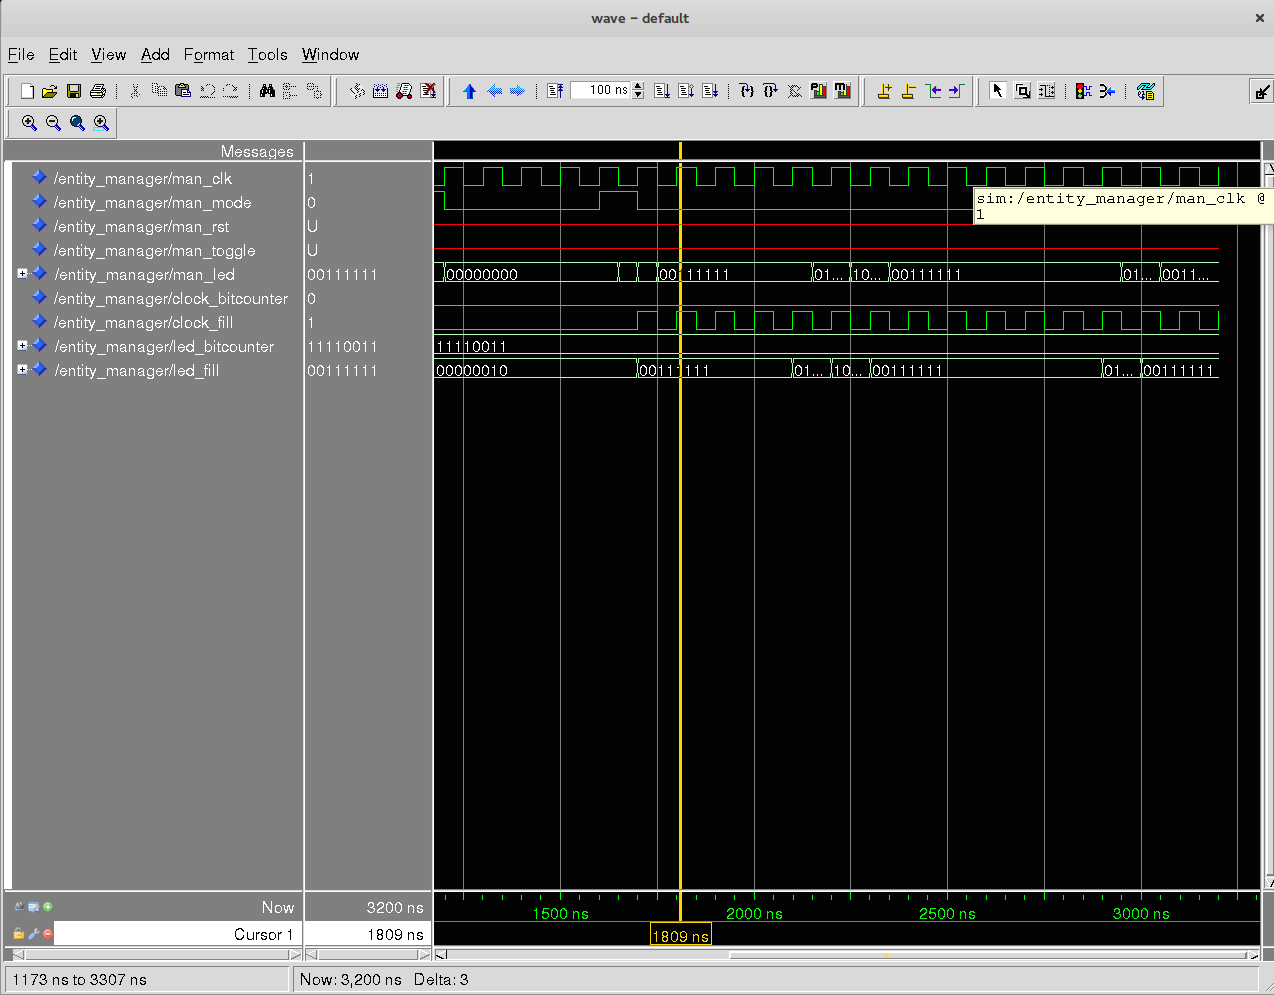 wave – default
File Edit View Add Format Tools Window
100 ns
Messages
/entity_manager/man_clk 1
/entity_manager/man_mode 0
/entity_manager/man_rst U
/entity_manager/man_toggle U
/entity_manager/man_led 00111111 00000000 00111111 01... 10... 00111111 01... 0011...
/entity_manager/clock_bitcounter 0
/entity_manager/clock_fill 1
/entity_manager/led_bitcounter 11110011 11110011
/entity_manager/led_fill 00111111 00000010 00111111 01... 10... 00111111 01... 00111111
sim:/entity_manager/man_clk @
1
Now 3200 ns 1500 ns 2000 ns 2500 ns 3000 ns
Cursor 1 1809 ns 1809 ns
1173 ns to 3307 ns Now: 3,200 ns Delta: 3